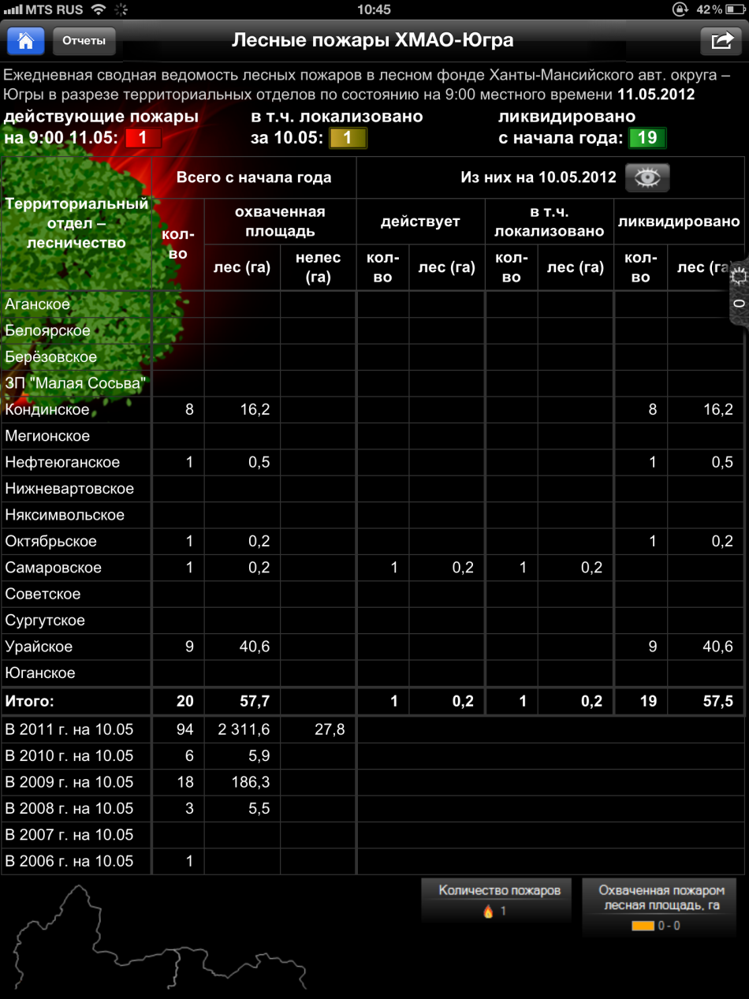 MTS RUS 10:45 42%
Отчеты Лесные пожары ХМАО-Югра
Ежедневная сводная ведомость лесных пожаров в лесном фонде Ханты-Мансийского авт. округа –
Югры в разрезе территориальных отделов по состоянию на 9:00 местного времени 11.05.2012
действующие пожары в т.ч. локализовано ликвидировано
на 9:00 11.05: 1 за 10.05: 1 с начала года: 19
Территориальный отдел – лесничество
Всего с начала года Из них на 10.05.2012
кол-во охваченная площадь действует в т.ч. локализовано ликвидировано
лес (га) нелес (га) кол-во лес (га) кол-во лес (га) кол-во лес (га
0
Аганское
Белоярское
Берёзовское
ЗП "Малая Сосьва"
Кондинское 8 16,2 8 16,2
Мегионское
Нефтеюганское 1 0,5 1 0,5
Нижневартовское
Няксимвольское
Октябрьское 1 0,2 1 0,2
Самаровское 1 0,2 1 0,2 1 0,2
Советское
Сургутское
Урайское 9 40,6 9 40,6
Юганское
Итого: 20 57,7 1 0,2 1 0,2 19 57,5
В 2011 г. на 10.05 94 2 311,6 27,8
В 2010 г. на 10.05 6 5,9
В 2009 г. на 10.05 18 186,3
В 2008 г. на 10.05 3 5,5
В 2007 г. на 10.05
В 2006 г. на 10.05 1
Количество пожаров
1
Охваченная пожаром
лесная площадь, га
0 - 0